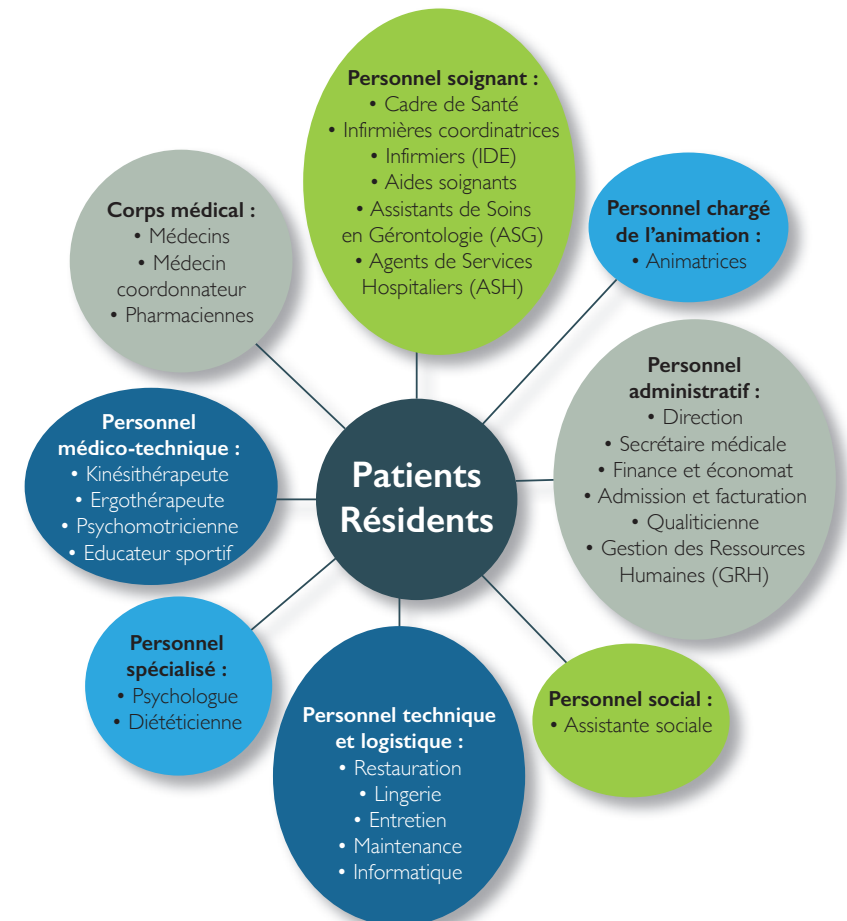 Personnel soignant :
• Cadre de Santé
• Infirmières coordinatrices
• Infirmiers (IDE)
• Aides soignants
• Assistants de Soins
en Gérontologie (ASG)
• Agents de Services
Hospitaliers (ASH)
Corps médical :
• Médecins
• Médecin
coordonnateur
• Pharmaciennes
Personnel chargé
de l’animation :
• Animatrices
Personnel
administratif :
• Direction
• Secrétaire médicale
• Finance et économat
• Admission et facturation
• Qualiticienne
• Gestion des Ressources
Humaines (GRH)
Personnel
médico-technique :
• Kinésithérapeute
• Ergothérapeute
• Psychomotricienne
• Educateur sportif
Patients
Résidents
Personnel
spécialisé :
• Psychologue
• Diététicienne
Personnel technique
et logistique :
• Restauration
• Lingerie
• Entretien
• Maintenance
• Informatique
Personnel social :
• Assistante sociale